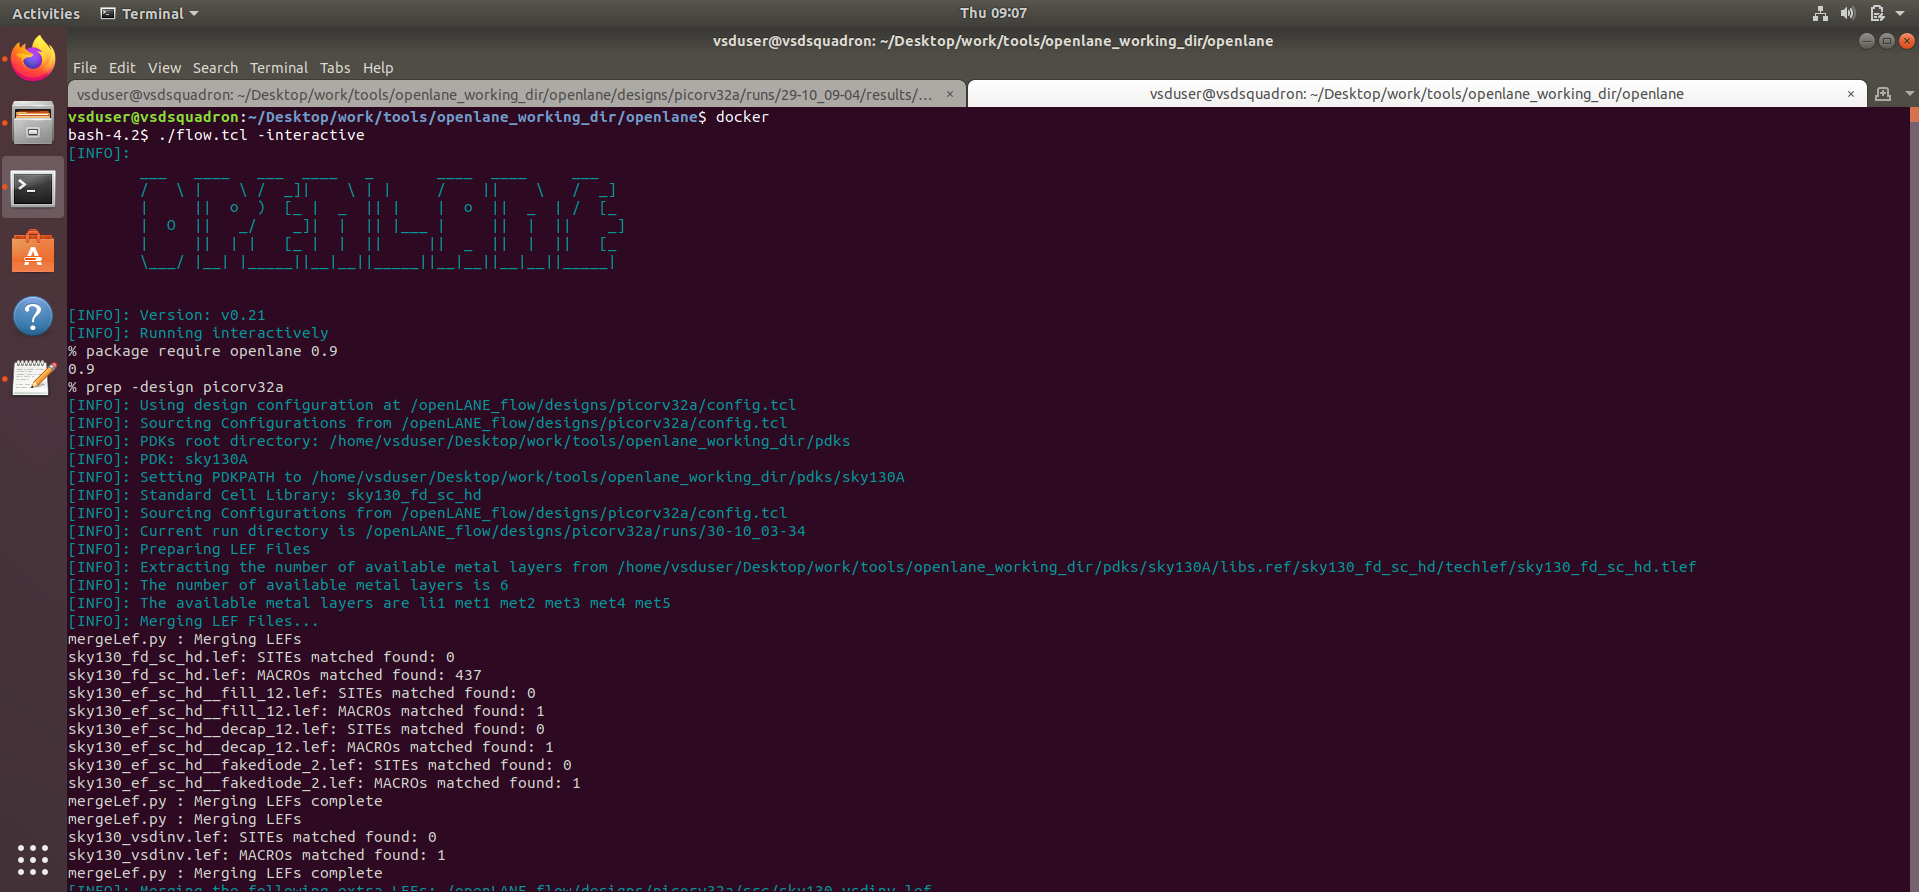 Activities Terminal Thu 09:07
vsduser@vsdsquadron: ~/Desktop/work/tools/openlane_working_dir/openlane
File Edit View Search Terminal Tabs Help
vsduser@vsdsquadron: ~/Desktop/work/tools/openlane_working_dir/openlane/designs/picorv32a/runs/29-10_09-04/results/... × vsduser@vsdsquadron: ~/Desktop/work/tools/openlane_working_dir/openlane ×
vsduser@vsdsquadron:~/Desktop/work/tools/openlane_working_dir/openlane$ docker
bash-4.2$ ./flow.tcl -interactive
[INFO]:
OPENLANE
[INFO]: Version: v0.21
[INFO]: Running interactively
% package require openlane 0.9
0.9
% prep -design picorv32a
[INFO]: Using design configuration at /openLANE_flow/designs/picorv32a/config.tcl
[INFO]: Sourcing Configurations from /openLANE_flow/designs/picorv32a/config.tcl
[INFO]: PDKs root directory: /home/vsduser/Desktop/work/tools/openlane_working_dir/pdks
[INFO]: PDK: sky130A
[INFO]: Setting PDKPATH to /home/vsduser/Desktop/work/tools/openlane_working_dir/pdks/sky130A
[INFO]: Standard Cell Library: sky130_fd_sc_hd
[INFO]: Sourcing Configurations from /openLANE_flow/designs/picorv32a/config.tcl
[INFO]: Current run directory is /openLANE_flow/designs/picorv32a/runs/30-10_03-34
[INFO]: Preparing LEF Files
[INFO]: Extracting the number of available metal layers from /home/vsduser/Desktop/work/tools/openlane_working_dir/pdks/sky130A/libs.ref/sky130_fd_sc_hd/techlef/sky130_fd_sc_hd.tlef
[INFO]: The number of available metal layers is 6
[INFO]: The available metal layers are li1 met1 met2 met3 met4 met5
[INFO]: Merging LEF Files...
mergeLef.py : Merging LEFs
sky130_fd_sc_hd.lef: SITEs matched found: 0
sky130_fd_sc_hd.lef: MACROs matched found: 437
sky130_ef_sc_hd__fill_12.lef: SITEs matched found: 0
sky130_ef_sc_hd__fill_12.lef: MACROs matched found: 1
sky130_ef_sc_hd__decap_12.lef: SITEs matched found: 0
sky130_ef_sc_hd__decap_12.lef: MACROs matched found: 1
sky130_ef_sc_hd__fakediode_2.lef: SITEs matched found: 0
sky130_ef_sc_hd__fakediode_2.lef: MACROs matched found: 1
mergeLef.py : Merging LEFs complete
mergeLef.py : Merging LEFs
sky130_vsdinv.lef: SITEs matched found: 0
sky130_vsdinv.lef: MACROs matched found: 1
mergeLef.py : Merging LEFs complete
[INFO]: Merging the following extra LEFs: /openLANE_flow/designs/picorv32a/src/sky130_vsdinv.lef